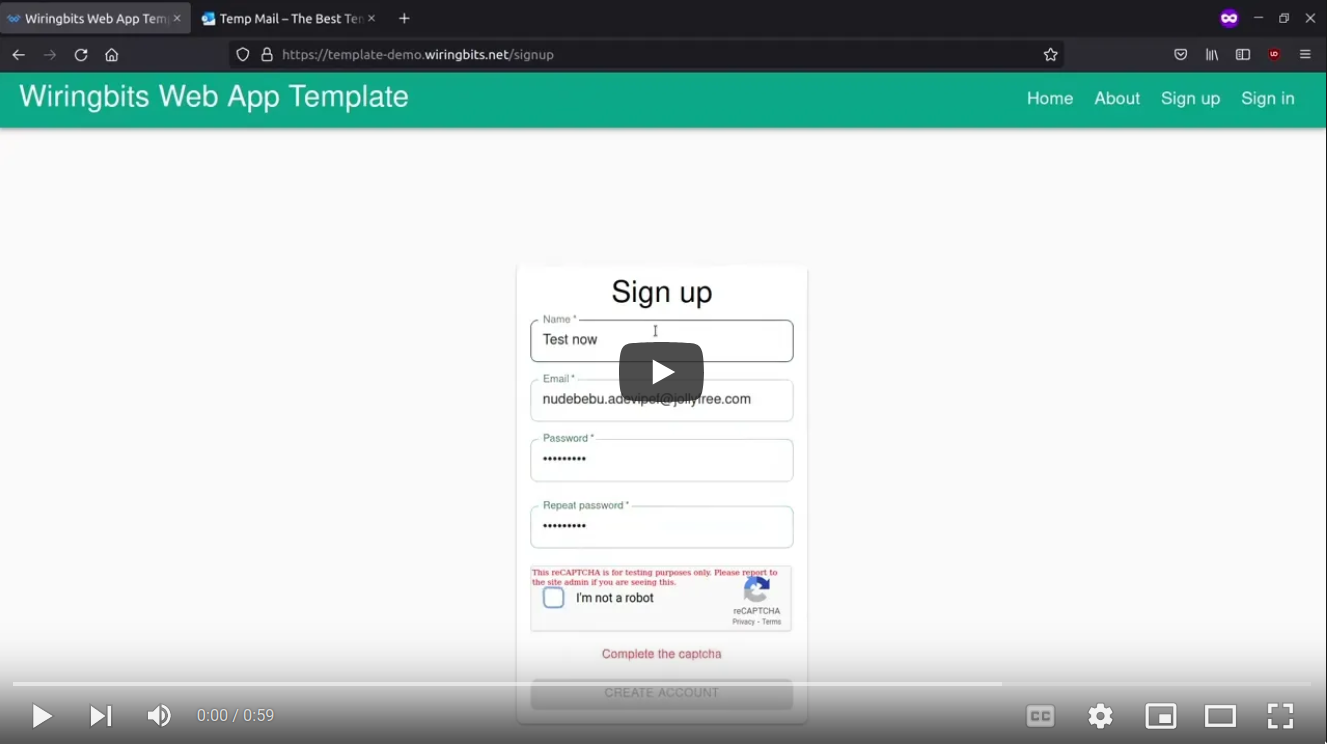 Wiringbits Web App Tem
Temp Mail – The Best Ten
https://template-demo.wiringbits.net/signup
Wiringbits Web App Template
Home About Sign up Sign in
Sign up
Name *
Test now
Email *
nudebebu.adevipel@jollyfree.com
Password *
•••••••••
Repeat password *
•••••••••
This reCAPTCHA is for testing purposes only. Please report to
the site admin if you are seeing this.
I'm not a robot
reCAPTCHA
Privacy - Terms
Complete the captcha
CREATE ACCOUNT
0:00 / 0:59
CC